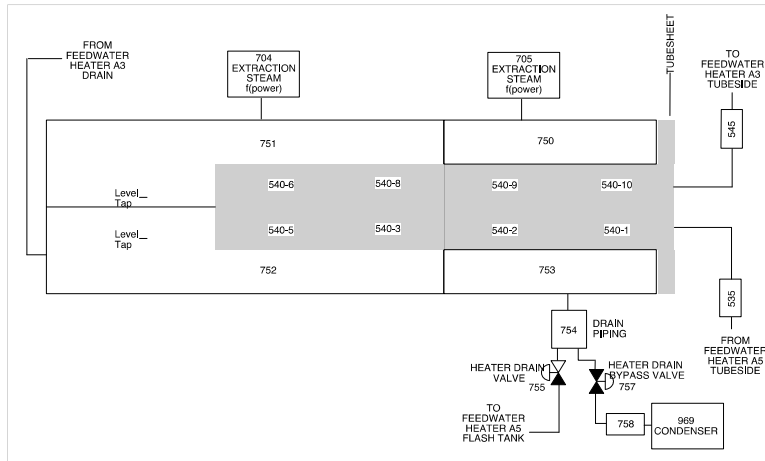 FROM
FEEDWATER
HEATER A3
DRAIN
704
EXTRACTION
STEAM
f(power)
705
EXTRACTION
STEAM
f(power)
TUBESHEET
TO
FEEDWATER
HEATER A3
TUBESIDE
545
751
750
540-6
540-8
540-9
540-10
Level_
Tap
Level_
Tap
540-5
540-3
540-2
540-1
752
753
535
754
DRAIN
PIPING
FROM
FEEDWATER
HEATER A5
TUBESIDE
HEATER DRAIN
VALVE
755
HEATER DRAIN
BYPASS VALVE
757
TO
FEEDWATER
HEATER A5
FLASH TANK
758
969
CONDENSER